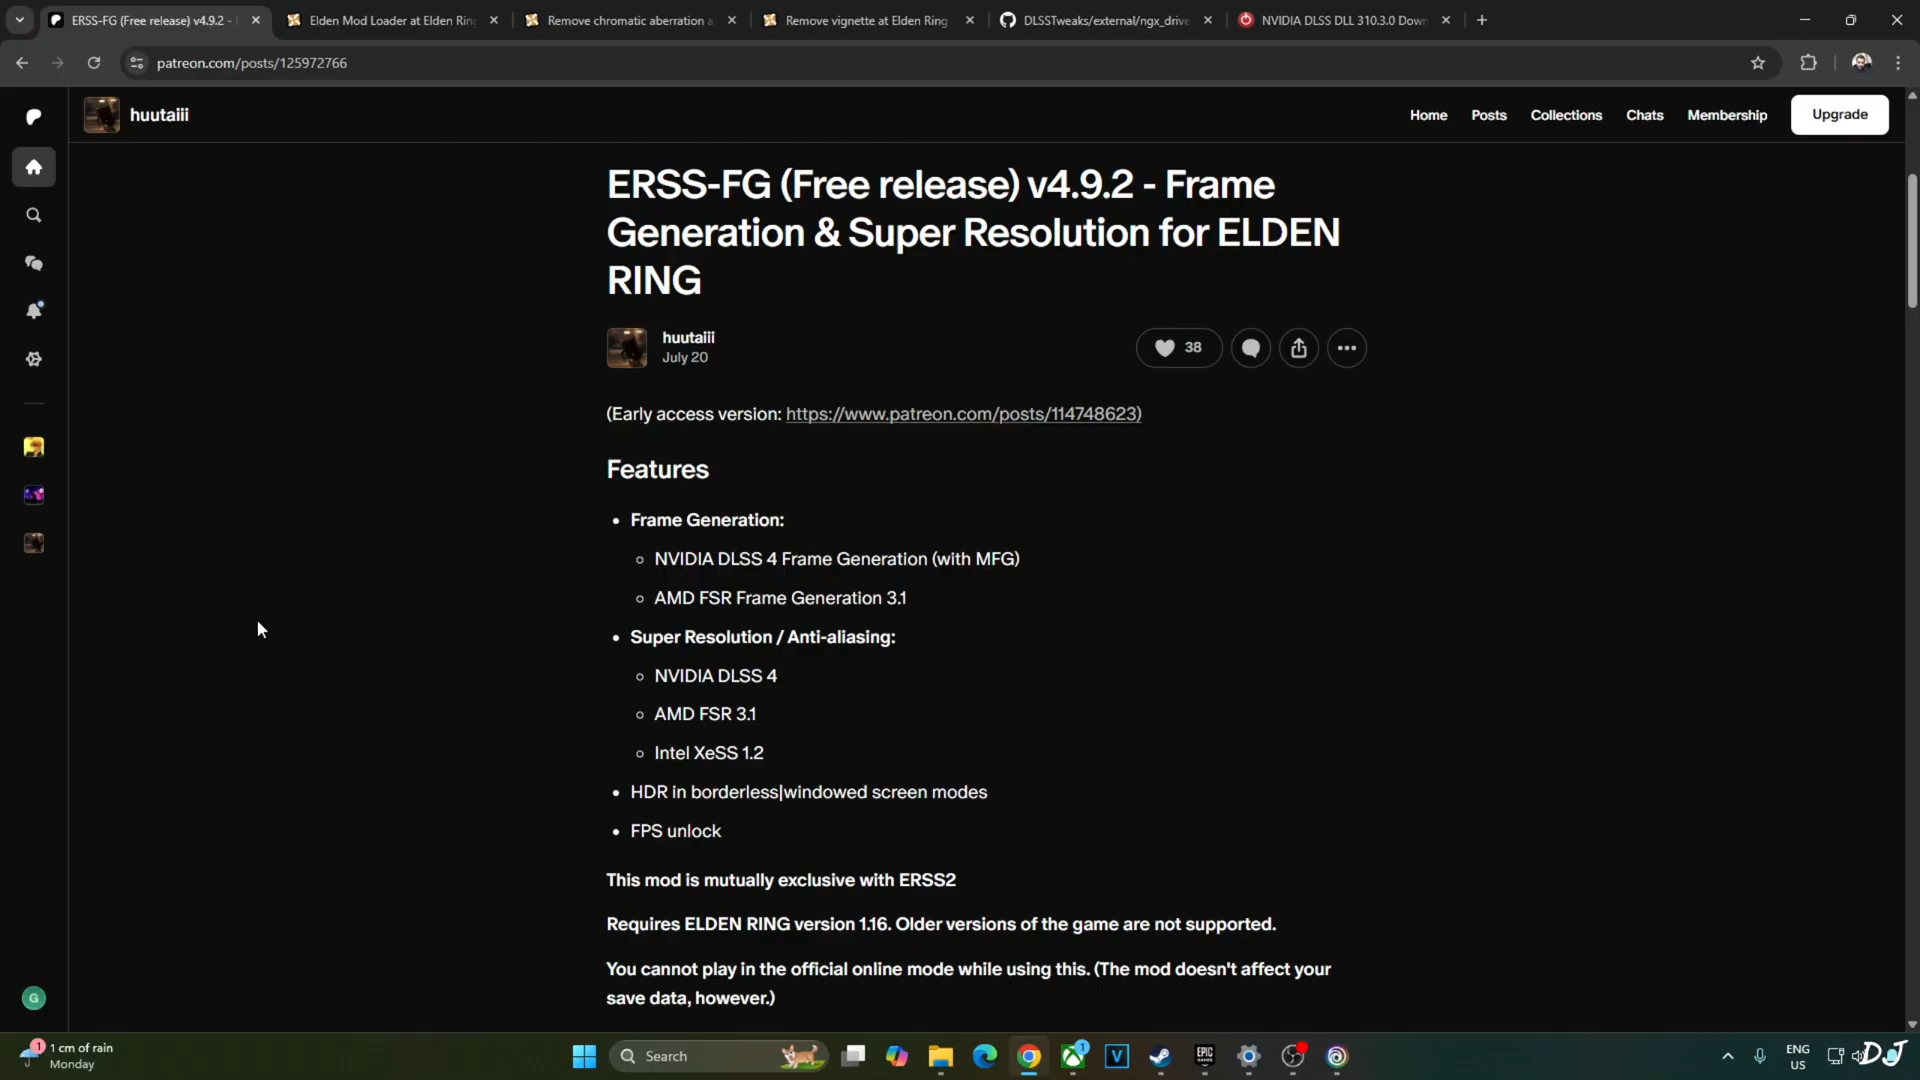 ERSS-FG (Free release) v4.9.2 -
Elden Mod Loader at Elden Ring
Remove chromatic aberration a
Remove vignette at Elden Ring
DLSSTweaks/external/ngx_drive
NVIDIA DLSS DLL 310.3.0 Down
patreon.com/posts/125972766
huutaiii
Home
Posts
Collections
Chats
Membership
Upgrade
ERSS-FG (Free release) v4.9.2 - Frame
Generation & Super Resolution for ELDEN
RING
huutaiii
July 20
38
(Early access version: https://www.patreon.com/posts/114748623)
Features
• Frame Generation:
○ NVIDIA DLSS 4 Frame Generation (with MFG)
○ AMD FSR Frame Generation 3.1
• Super Resolution / Anti-aliasing:
○ NVIDIA DLSS 4
○ AMD FSR 3.1
○ Intel XeSS 1.2
• HDR in borderless|windowed screen modes
• FPS unlock
This mod is mutually exclusive with ERSS2
Requires ELDEN RING version 1.16. Older versions of the game are not supported.
You cannot play in the official online mode while using this. (The mod doesn't affect your
save data, however.)
G
1
1 cm of rain
Monday
Search
1
V
EPIC
GAMES
ENG
US
DJ